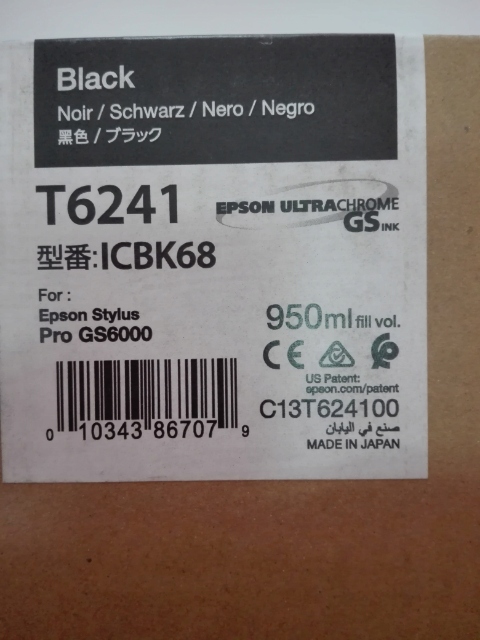 Black
Noir / Schwarz / Nero / Negro
黒色 / ブラック
T6241
EPSON ULTRACHROME
GS INK
型番:ICBK68
For :
Epson Stylus
Pro GS6000
950ml fill vol.
CE
US Patent:
epson.com/patent
C13T624100
صنع في اليابان
MADE IN JAPAN
0 10343 86707 9